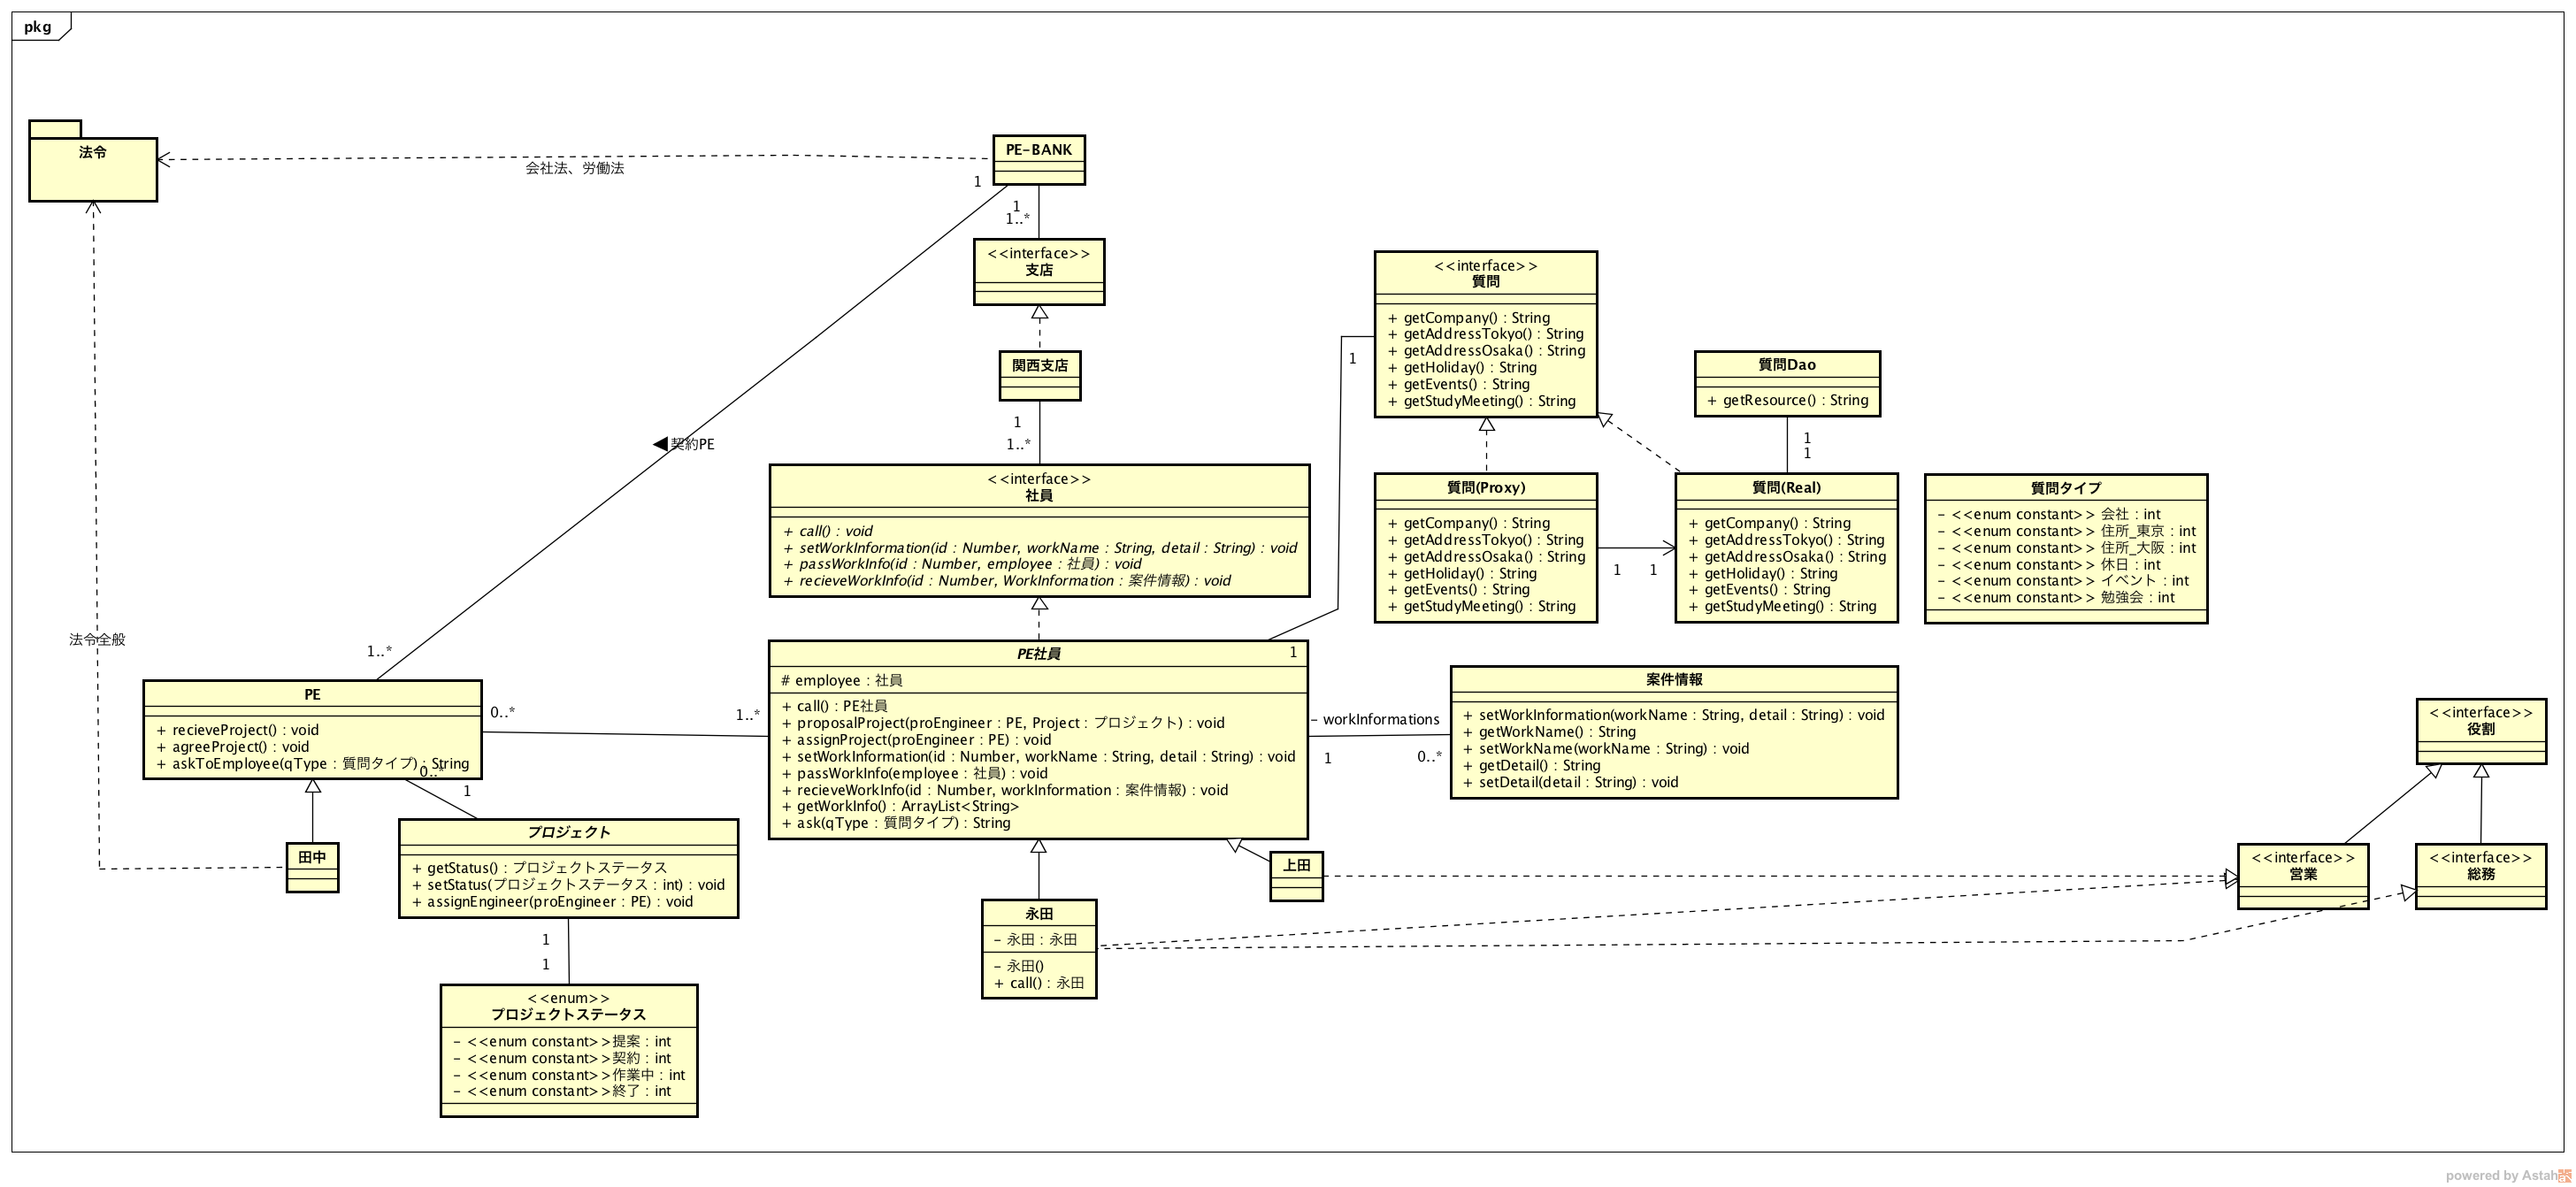 pkg
法令
会社法、労働法
PE-BANK
1
1
1..*
<<interface>>
支店
関西支店
1
1..*
契約PE
<<interface>>
社員
+ call() : void
+ setWorkInformation(id : Number, workName : String, detail : String) : void
+ passWorkInfo(id : Number, employee : 社員) : void
+ recieveWorkInfo(id : Number, WorkInformation : 案件情報) : void
<<interface>>
質問
+ getCompany() : String
+ getAddressTokyo() : String
+ getAddressOsaka() : String
+ getHoliday() : String
+ getEvents() : String
+ getStudyMeeting() : String
1
質問Dao
+ getResource() : String
1
1
質問(Proxy)
+ getCompany() : String
+ getAddressTokyo() : String
+ getAddressOsaka() : String
+ getHoliday() : String
+ getEvents() : String
+ getStudyMeeting() : String
1
1
質問(Real)
+ getCompany() : String
+ getAddressTokyo() : String
+ getAddressOsaka() : String
+ getHoliday() : String
+ getEvents() : String
+ getStudyMeeting() : String
質問タイプ
- <<enum constant>> 会社 : int
- <<enum constant>> 住所_東京 : int
- <<enum constant>> 住所_大阪 : int
- <<enum constant>> 休日 : int
- <<enum constant>> イベント : int
- <<enum constant>> 勉強会 : int
法令全般
1..*
PE
+ recieveProject() : void
+ agreeProject() : void
+ askToEmployee(qType : 質問タイプ) : String
0..*
1..*
0..*
1
PE社員
1
# employee : 社員
+ call() : PE社員
+ proposalProject(proEngineer : PE, Project : プロジェクト) : void
+ assignProject(proEngineer : PE) : void
+ setWorkInformation(id : Number, workName : String, detail : String) : void
+ passWorkInfo(employee : 社員) : void
+ recieveWorkInfo(id : Number, workInformation : 案件情報) : void
+ getWorkInfo() : ArrayList<String>
+ ask(qType : 質問タイプ) : String
- workInformations
1
0..*
案件情報
+ setWorkInformation(workName : String, detail : String) : void
+ getWorkName() : String
+ setWorkName(workName : String) : void
+ getDetail() : String
+ setDetail(detail : String) : void
<<interface>>
役割
田中
プロジェクト
+ getStatus() : プロジェクトステータス
+ setStatus(プロジェクトステータス : int) : void
+ assignEngineer(proEngineer : PE) : void
1
1
上田
<<interface>>
営業
<<interface>>
総務
永田
- 永田 : 永田
- 永田()
+ call() : 永田
<<enum>>
プロジェクトステータス
- <<enum constant>>提案 : int
- <<enum constant>>契約 : int
- <<enum constant>>作業中 : int
- <<enum constant>>終了 : int
powered by Astah